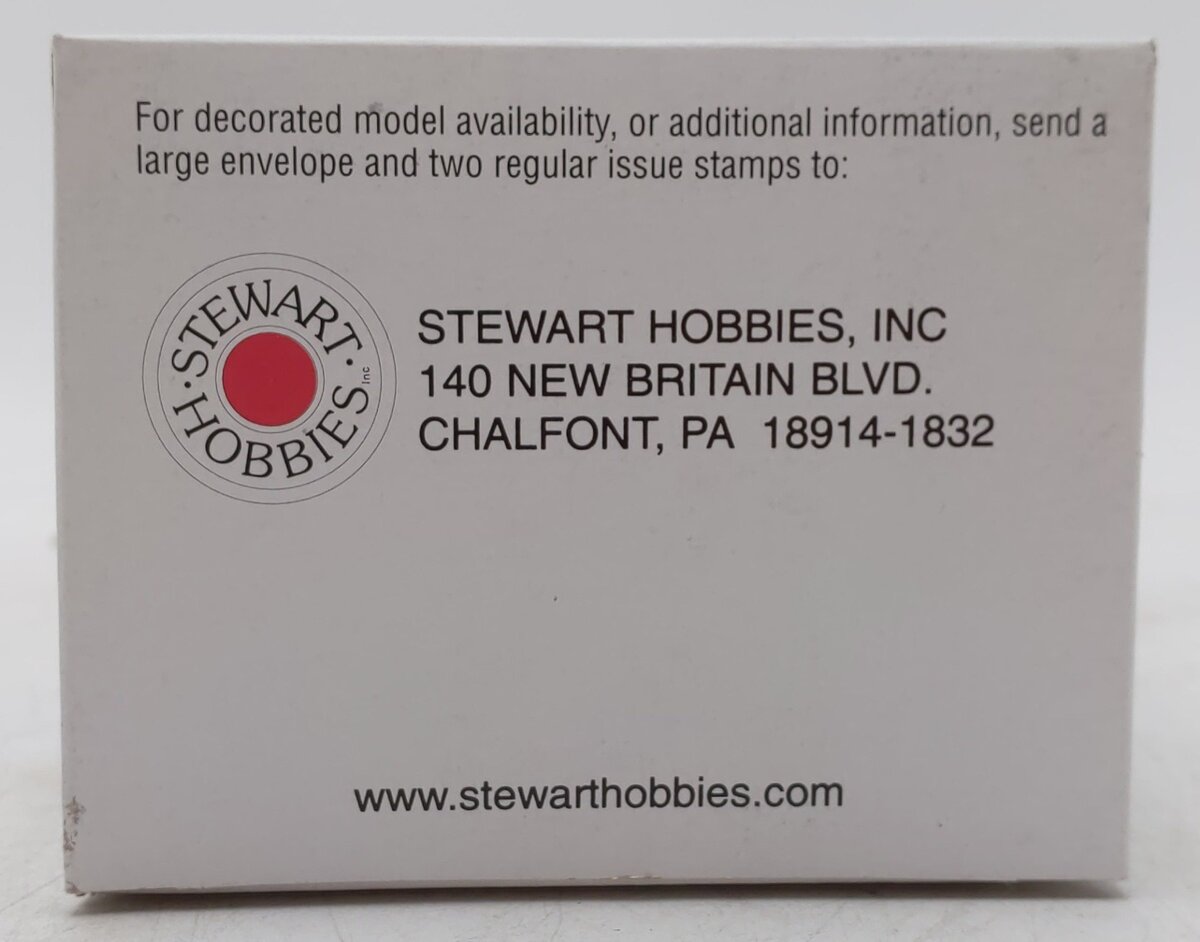 For decorated model availability, or additional information, send a
large envelope and two regular issue stamps to:
·STEWART·
HOBBIES Inc
STEWART HOBBIES, INC
140 NEW BRITAIN BLVD.
CHALFONT, PA 18914-1832
www.stewarthobbies.com